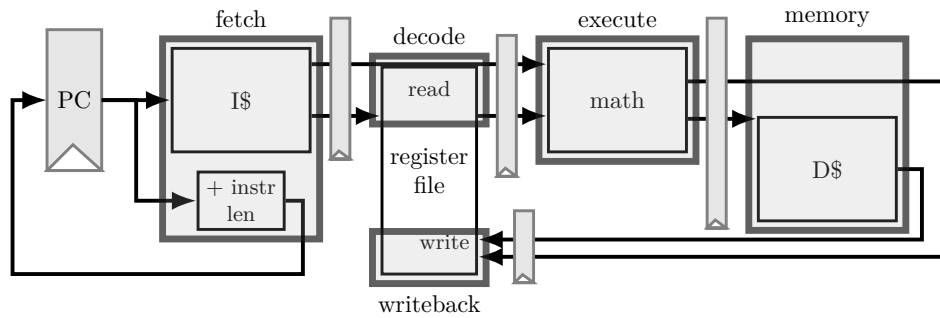 fetch
decode
execute
memory
PC
I$
+ instr
len
read
register
file
write
writeback
math
D$